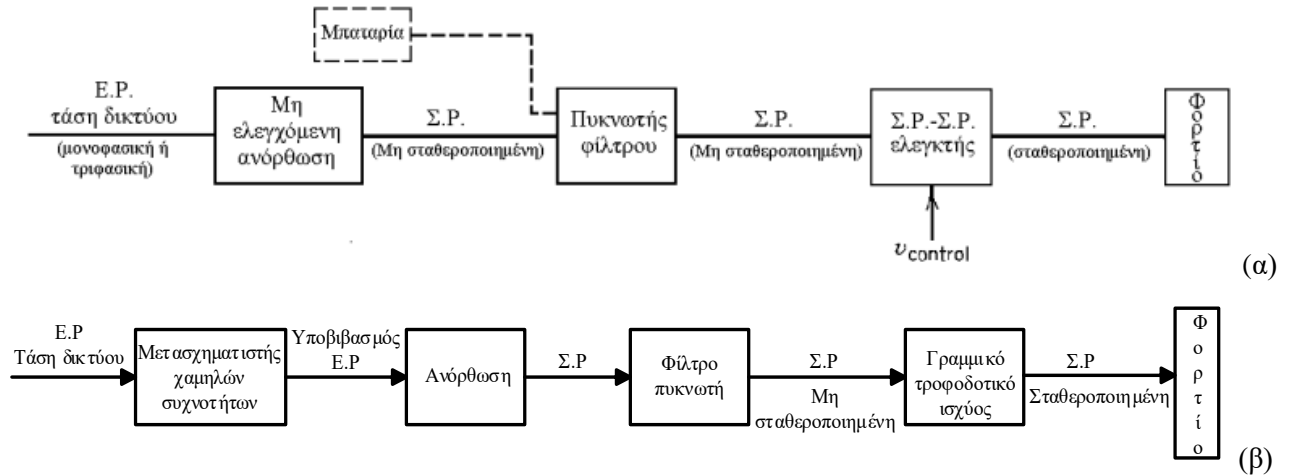 Μπαταρία
Ε.Ρ.
τάση δικτύου
(μονοφασική ή
τριφασική)
Μη
ελεγχόμενη
ανόρθωση
Σ.Ρ.
(Μη σταθεροποιημένη)
Πυκνωτής
φίλτρου
Σ.Ρ.
(Μη σταθεροποιημένη)
Σ.Ρ.-Σ.Ρ.
ελεγκτής
Σ.Ρ.
(σταθεροποιημένη)
Φορτίο
υcontrol
(α)
Ε.Ρ
Τάση δικτύου
Μετασχηματιστής
χαμηλών
συχνοτήτων
Υποβιβασμός
Ε.Ρ
Ανόρθωση
Σ.Ρ
Φίλτρο
πυκνωτή
Σ.Ρ
Μη
σταθεροποιημένη
Γραμμικό
τροφοδοτικό
ισχύος
Σ.Ρ
Σταθεροποιημένη
Φορτίο
(β)